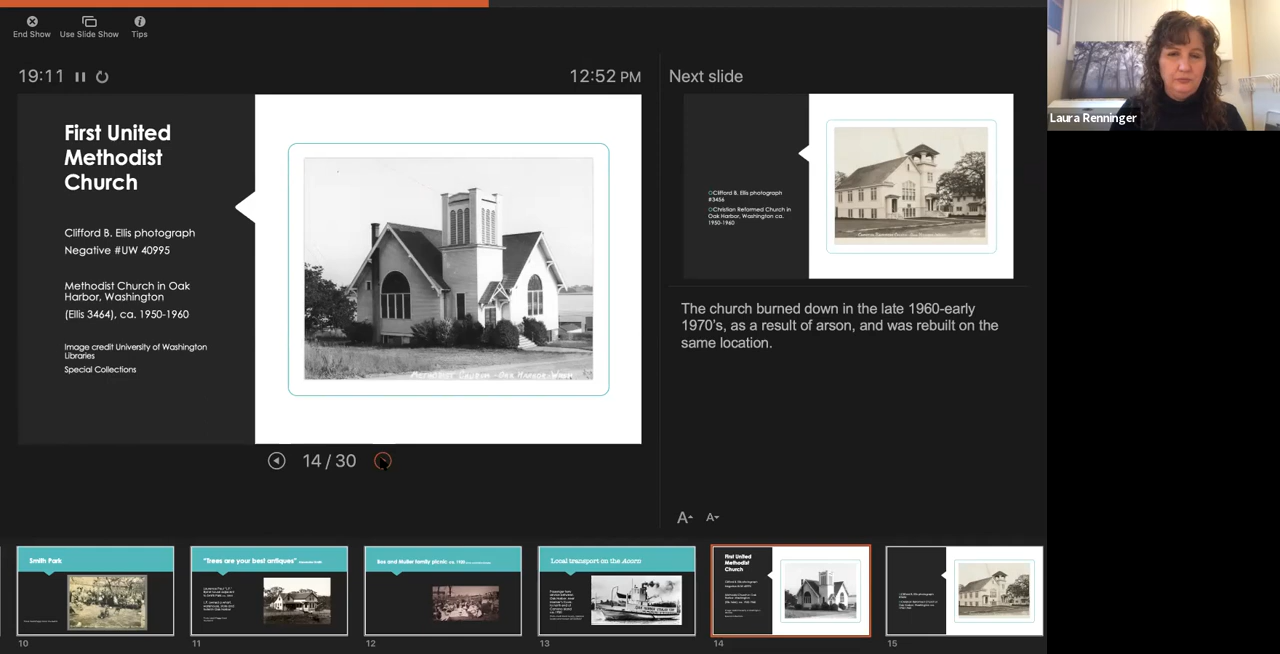 End Show
Use Slide Show
Tips
19:11
12:52 PM
Next slide
First United
Methodist
Church
Clifford B. Ellis photograph
Negative #UW 40995
Methodist Church in Oak
Harbor, Washington
(Ellis 3464), ca. 1950-1960
Image credit University of Washington
Libraries
Special Collections
Methodist Church - Oak Harbor Wash
Clifford B. Ellis photograph
#3456
Christian Reformed Church in
Oak Harbor, Washington ca.
1950-1960
The church burned down in the late 1960-early
1970's, as a result of arson, and was rebuilt on the
same location.
Laura Renninger
14 / 30
A A
Smith Park
"Trees are your best antiques"
Bos and Muller family picnic
Local transport on the Acorn
First United
Methodist
Church
10
11
12
13
14
15